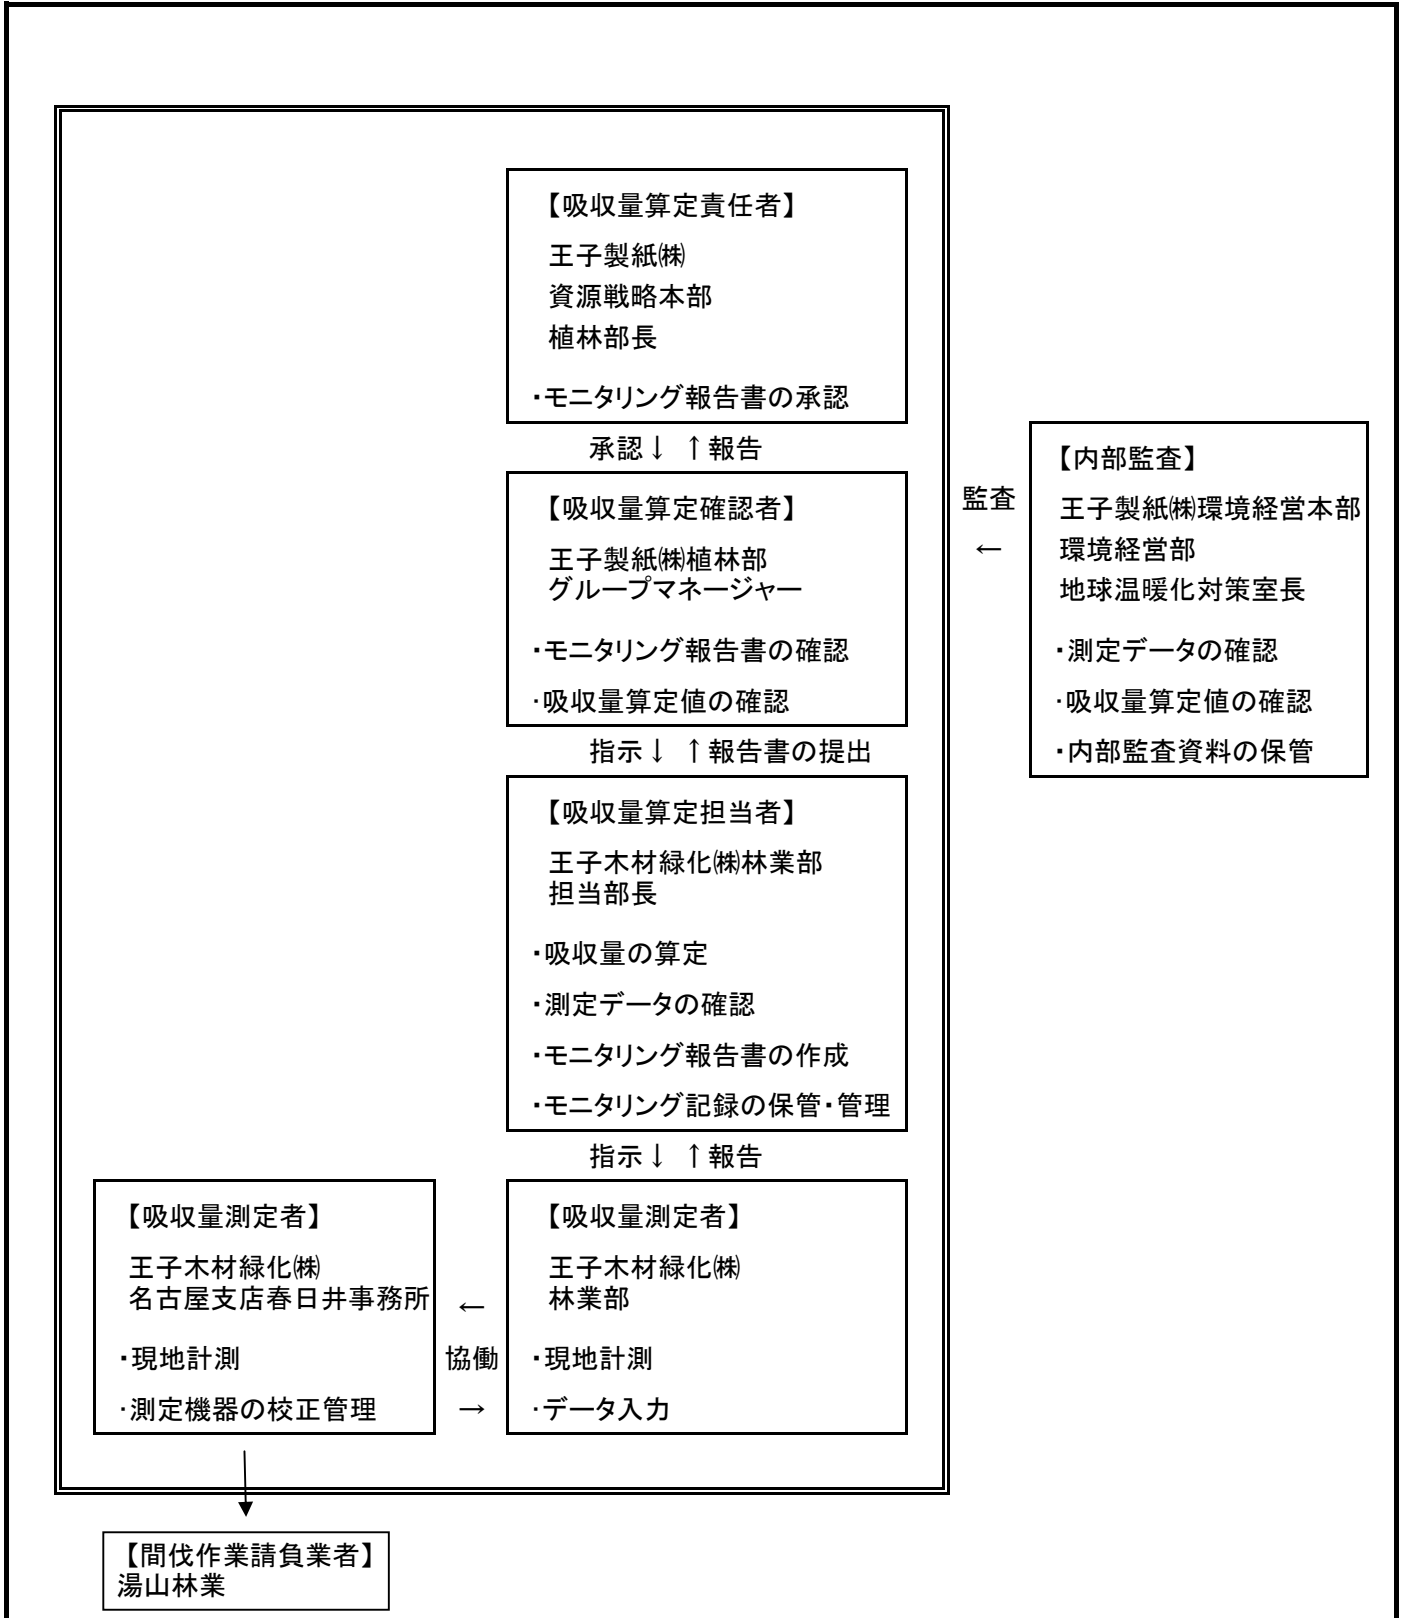 【吸収量算定責任者】
王子製紙㈱
資源戦略本部
植林部長
・モニタリング報告書の承認
承認↓ ↑報告
【吸収量算定確認者】
王子製紙㈱植林部
グループマネージャー
・モニタリング報告書の確認
・吸収量算定値の確認
監査
←
【内部監査】
王子製紙㈱環境経営本部
環境経営部
地球温暖化対策室長
・測定データの確認
・吸収量算定値の確認
・内部監査資料の保管
指示↓ ↑報告書の提出
【吸収量算定担当者】
王子木材緑化㈱林業部
担当部長
・吸収量の算定
・測定データの確認
・モニタリング報告書の作成
・モニタリング記録の保管・管理
指示↓ ↑報告
【吸収量測定者】
王子木材緑化㈱
名古屋支店春日井事務所
・現地計測
・測定機器の校正管理
←
協働
→
【吸収量測定者】
王子木材緑化㈱
林業部
・現地計測
・データ入力
【間伐作業請負業者】
湯山林業